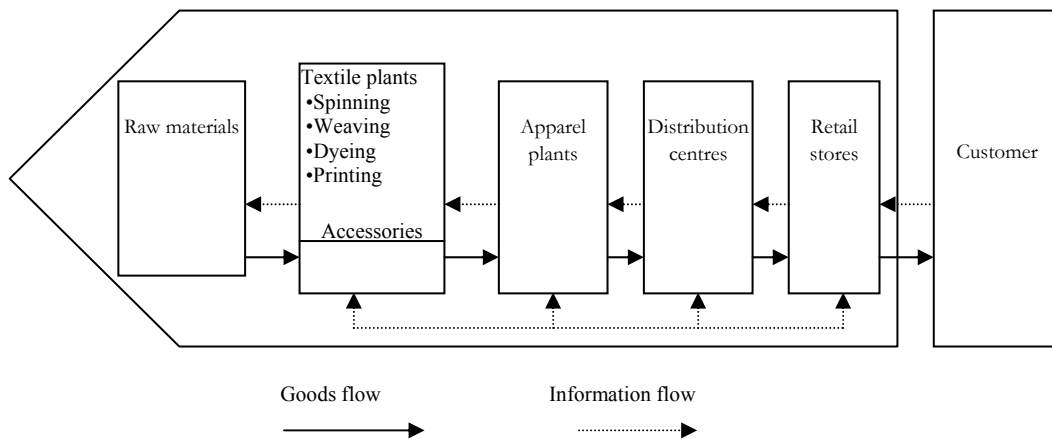 Raw materials
Textile plants
•Spinning
•Weaving
•Dyeing
•Printing
Accessories
Apparel
plants
Distribution
centres
Retail
stores
Customer
Goods flow
Information flow